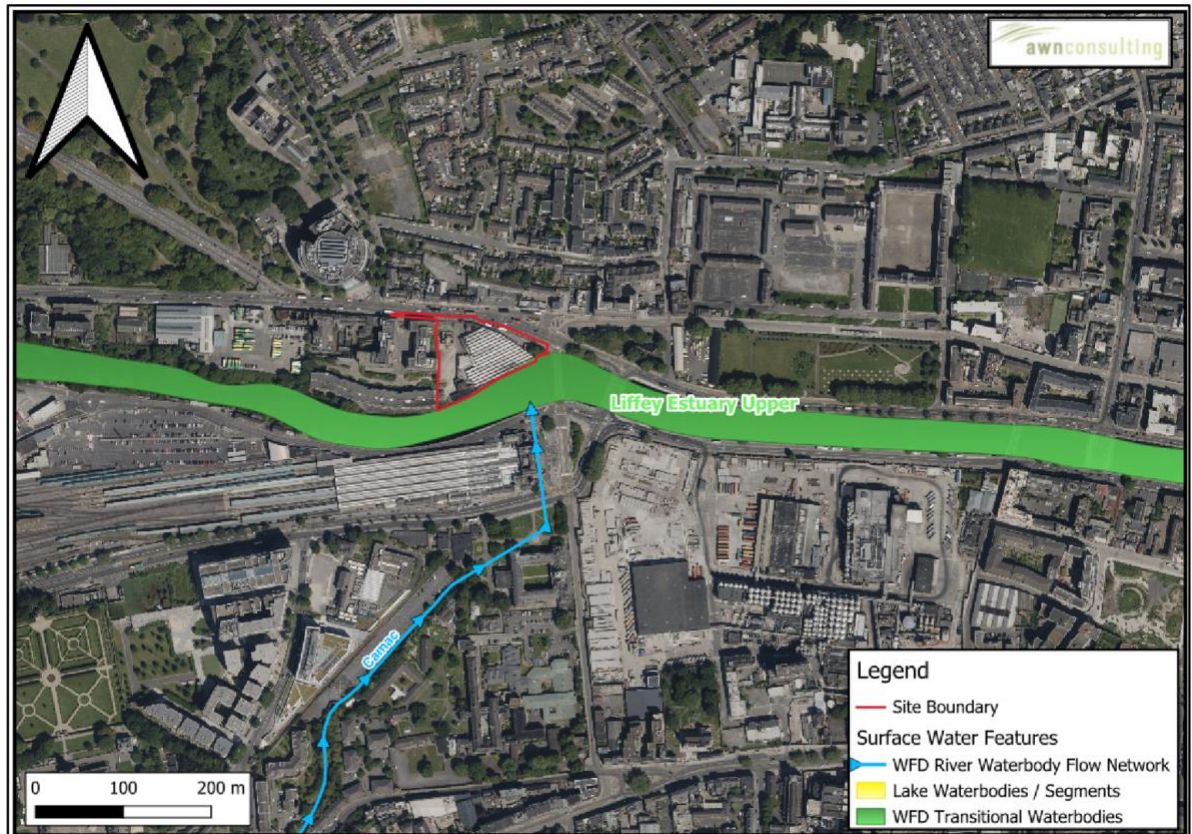 awnconsulting
Liffey Estuary Upper
Camac
Legend
Site Boundary
Surface Water Features
WFD River Waterbody Flow Network
Lake Waterbodies / Segments
WFD Transitional Waterbodies
0 100 200 m